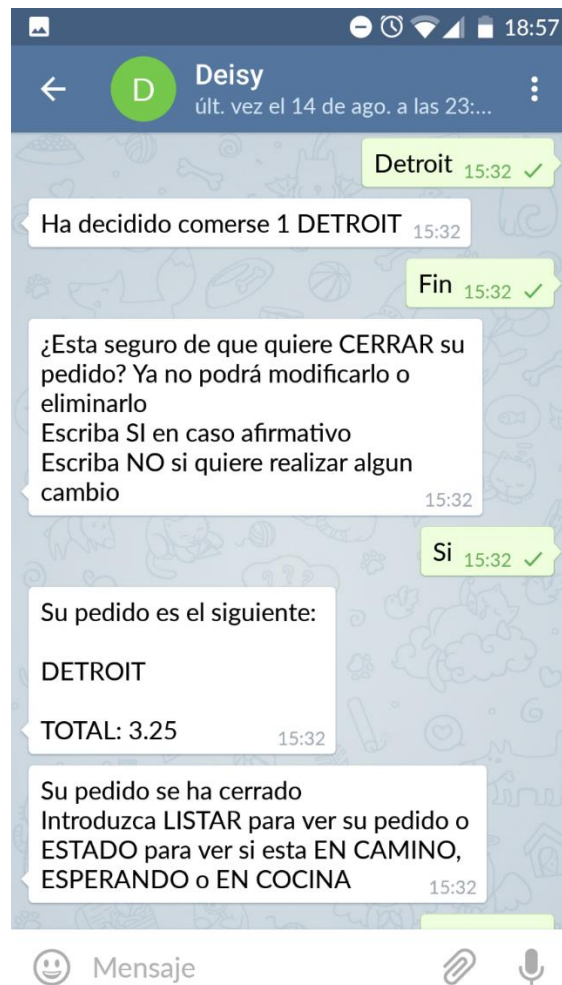 18:57
D
Deisy
últ. vez el 14 de ago. a las 23:...
Detroit 15:32
Ha decidido comerse 1 DETROIT 15:32
Fin 15:32
¿Esta seguro de que quiere CERRAR su
pedido? Ya no podrá modificarlo o
eliminarlo
Escriba SI en caso afirmativo
Escriba NO si quiere realizar algun
cambio 15:32
Si 15:32
Su pedido es el siguiente:
DETROIT
TOTAL: 3.25 15:32
Su pedido se ha cerrado
Introduzca LISTAR para ver su pedido o
ESTADO para ver si esta EN CAMINO,
ESPERANDO o EN COCINA 15:32
Mensaje